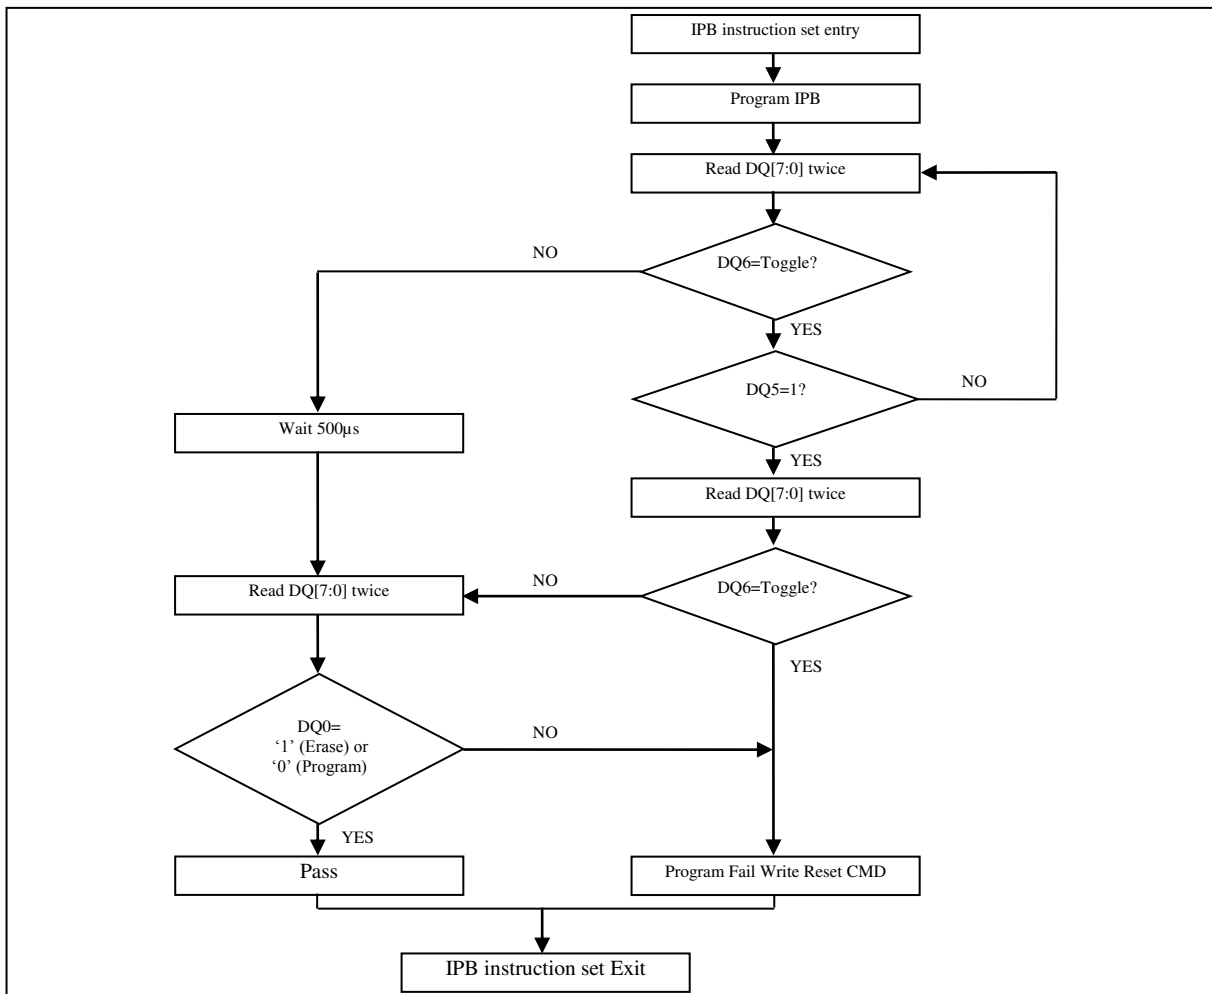 IPB instruction set entry
Program IPB
Read DQ[7:0] twice
NO
DQ6=Toggle?
YES
DQ5=1?
NO
Wait 500µs
YES
Read DQ[7:0] twice
Read DQ[7:0] twice
NO
DQ6=Toggle?
YES
DQ0=
‘1’ (Erase) or
‘0’ (Program)
NO
YES
Pass
Program Fail Write Reset CMD
IPB instruction set Exit